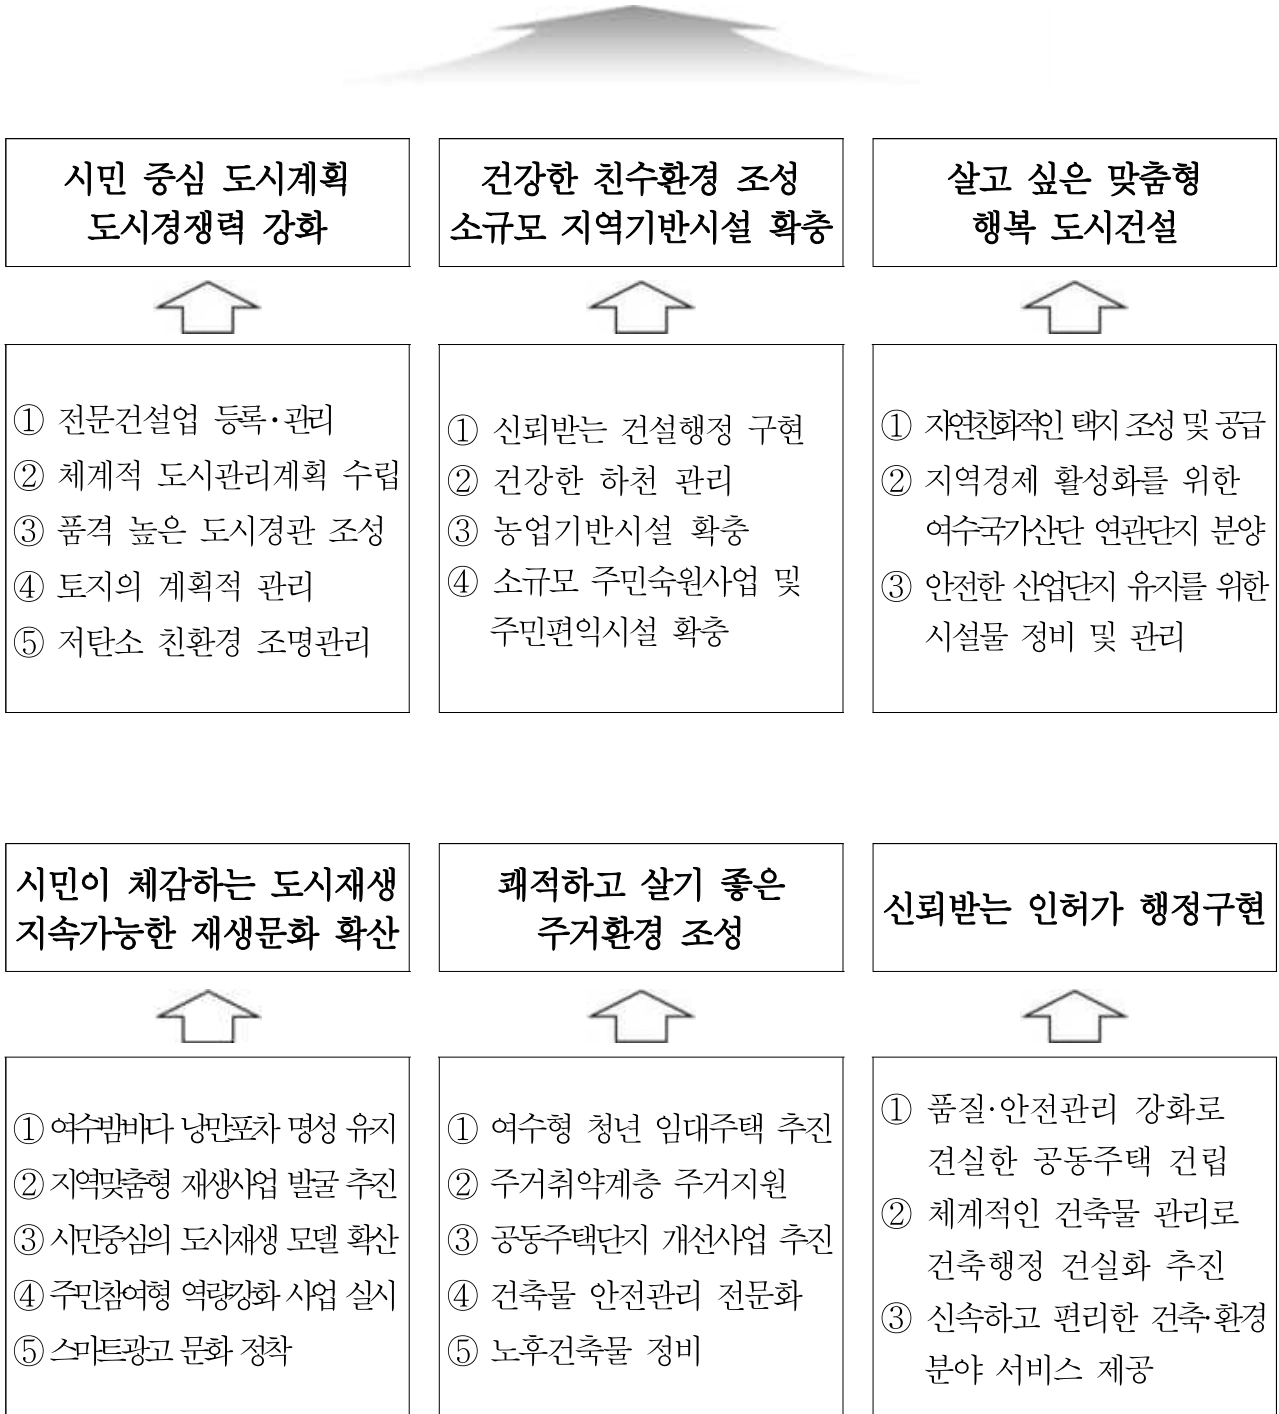 시민 중심 도시계획
도시경쟁력 강화
건강한 친수환경 조성
소규모 지역기반시설 확충
살고 싶은 맞춤형
행복 도시건설
① 전문건설업 등록·관리
② 체계적 도시관리계획 수립
③ 품격 높은 도시경관 조성
④ 토지의 계획적 관리
⑤ 저탄소 친환경 조명관리
① 신뢰받는 건설행정 구현
② 건강한 하천 관리
③ 농업기반시설 확충
④ 소규모 주민숙원사업 및
주민편익시설 확충
① 자연친화적인 택지 조성 및 공급
② 지역경제 활성화를 위한
여수국가산단 연관단지 분양
③ 안전한 산업단지 유지를 위한
시설물 정비 및 관리
시민이 체감하는 도시재생
지속가능한 재생문화 확산
쾌적하고 살기 좋은
주거환경 조성
신뢰받는 인허가 행정구현
① 여수밤바다 낭만포차 명성 유지
② 지역맞춤형 재생사업 발굴 추진
③ 시민중심의 도시재생 모델 확산
④ 주민참여형 역량강화 사업 실시
⑤ 스마트광고 문화 정착
① 여수형 청년 임대주택 추진
② 주거취약계층 주거지원
③ 공동주택단지 개선사업 추진
④ 건축물 안전관리 전문화
⑤ 노후건축물 정비
① 품질·안전관리 강화로
견실한 공동주택 건립
② 체계적인 건축물 관리로
건축행정 건실화 추진
③ 신속하고 편리한 건축·환경
분야 서비스 제공